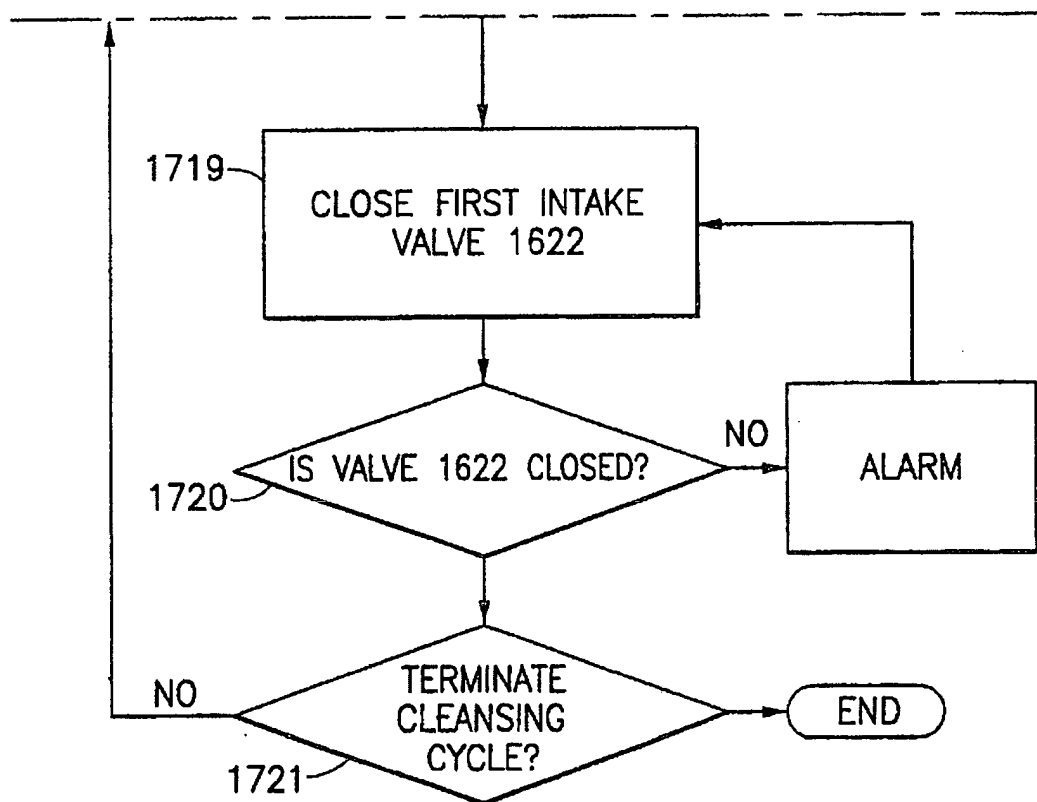 1719
CLOSE FIRST INTAKE
VALVE 1622
IS VALVE 1622 CLOSED?
NO
ALARM
1720
TERMINATE
CLEANSING
CYCLE?
NO
END
1721